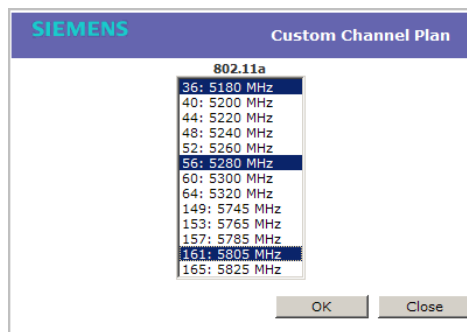 SIEMENS
Custom Channel Plan
802.11a
36: 5180 MHz
40: 5200 MHz
44: 5220 MHz
48: 5240 MHz
52: 5260 MHz
56: 5280 MHz
60: 5300 MHz
64: 5320 MHz
149: 5745 MHz
153: 5765 MHz
157: 5785 MHz
161: 5805 MHz
165: 5825 MHz
OK
Close